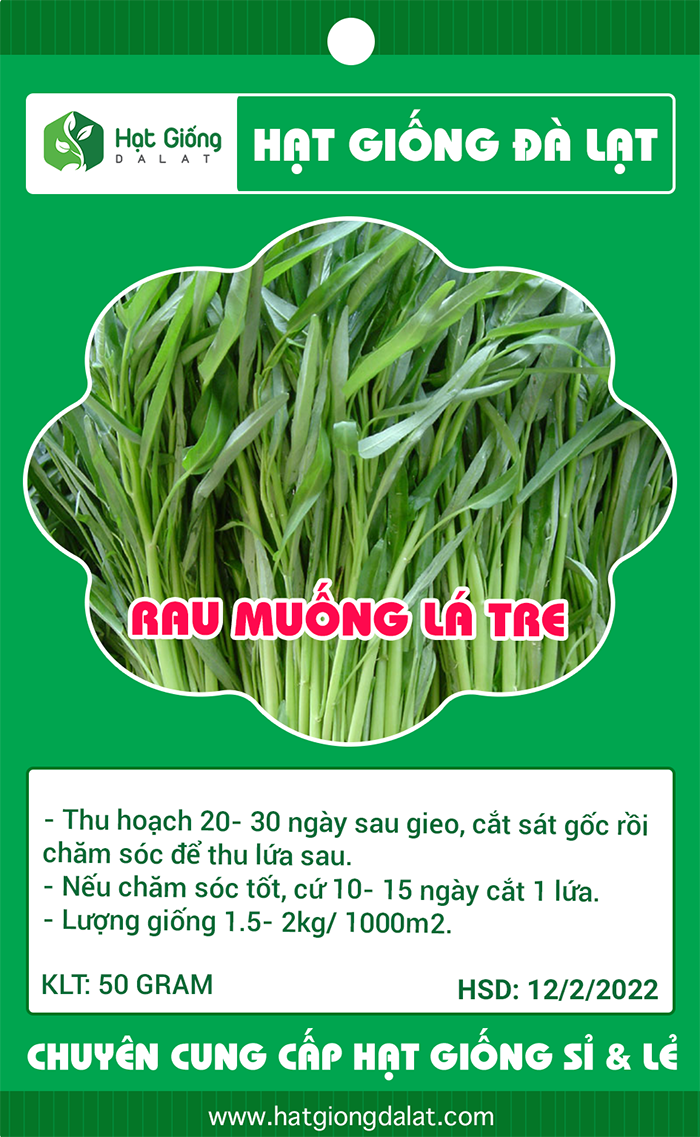 Hạt Giống
DALAT
HẠT GIỐNG ĐÀ LẠT
RAU MUỐNG LÁ TRE
- Thu hoạch 20- 30 ngày sau gieo, cắt sát gốc rồi
chăm sóc để thu lứa sau.
- Nếu chăm sóc tốt, cứ 10- 15 ngày cắt 1 lứa.
- Lượng giống 1.5- 2kg/ 1000m2.
KLT: 50 GRAM
HSD: 12/2/2022
CHUYÊN CUNG CẤP HẠT GIỐNG SỈ & LẺ
www.hatgiongdalat.com